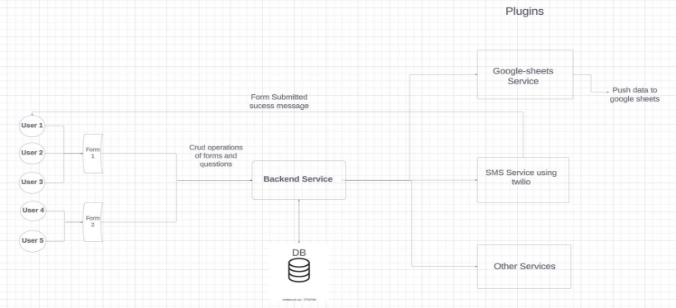 Plugins
Google-sheets
Service
Push data to
google sheets
Form Submitted
sucess message
User 1
User 2
User 3
User 4
User 5
Form
1
Form
2
Crud operations
of forms and
questions
Backend Service
SMS Service using
twilio
DB
Other Services